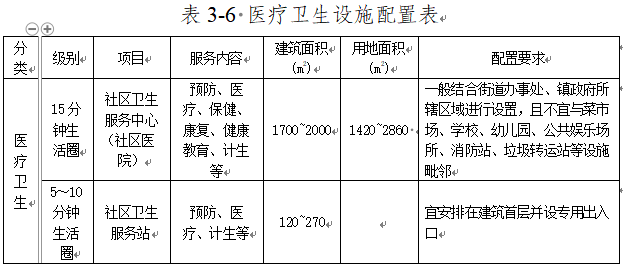 表 3-6 医疗卫生设施配置表
分类 级别 项目 服务内容 建筑面积(㎡) 用地面积(㎡) 配置要求
医疗卫生
15分钟生活圈
社区卫生服务中心（社区医院）
预防、医疗、保健、康复、健康教育、计生等
1700~2000
1420~2860
一般结合街道办事处、镇政府所
辖区域进行设置，且不宜与菜市
场、学校、幼儿园、公共娱乐场
所、消防站、垃圾转运站等设施
毗邻
5～10分钟生活圈
社区卫生服务站
预防、医疗、计生等
120~270
宜安排在建筑首层并设专用出入
口